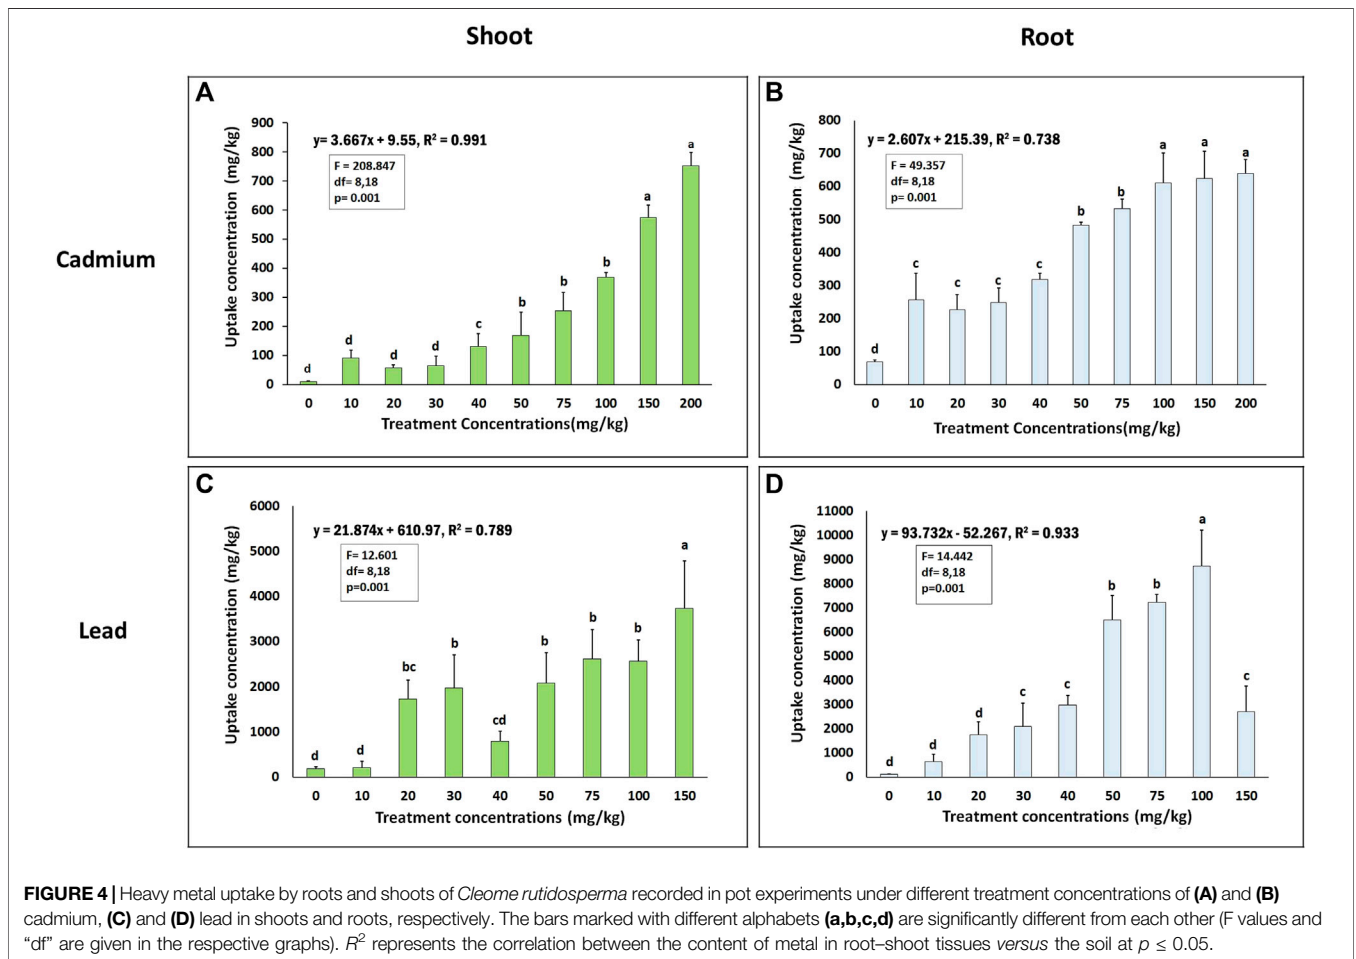 Shoot
Root
Cadmium
A
y= 3.667x + 9.55, R² = 0.991
F = 208.847
df= 8,18
p= 0.001
Uptake concentration (mg/kg)
900
800
700
600
500
400
300
200
100
0
d
d
d
d
c
b
b
b
a
a
0 10 20 30 40 50 75 100 150 200
Treatment Concentrations(mg/kg)
B
y = 2.607x + 215.39, R² = 0.738
F = 49.357
df= 8,18
p= 0.001
Uptake concentration (mg/kg)
800
700
600
500
400
300
200
100
0
d
c
c
c
c
b
b
a
a
a
0 10 20 30 40 50 75 100 150 200
Treatment Concentrations(mg/kg)
Lead
C
y = 21.874x + 610.97, R² = 0.789
F= 12.601
df= 8,18
p=0.001
Uptake concentration (mg/kg)
6000
5000
4000
3000
2000
1000
0
d
d
bc
b
cd
b
b
b
a
0 10 20 30 40 50 75 100 150
Treatment concentrations (mg/kg)
D
y = 93.732x - 52.267, R² = 0.933
F= 14.442
df= 8,18
p=0.001
Uptake concentration (mg/kg)
11000
10000
9000
8000
7000
6000
5000
4000
3000
2000
1000
0
d
d
d
c
c
b
b
a
c
0 10 20 30 40 50 75 100 150
Treatment concentrations (mg/kg)
FIGURE 4 | Heavy metal uptake by roots and shoots of Cleome rutidosperma recorded in pot experiments under different treatment concentrations of (A) and (B)
cadmium, (C) and (D) lead in shoots and roots, respectively. The bars marked with different alphabets (a,b,c,d) are significantly different from each other (F values and
“df” are given in the respective graphs). R² represents the correlation between the content of metal in root–shoot tissues versus the soil at p ≤ 0.05.